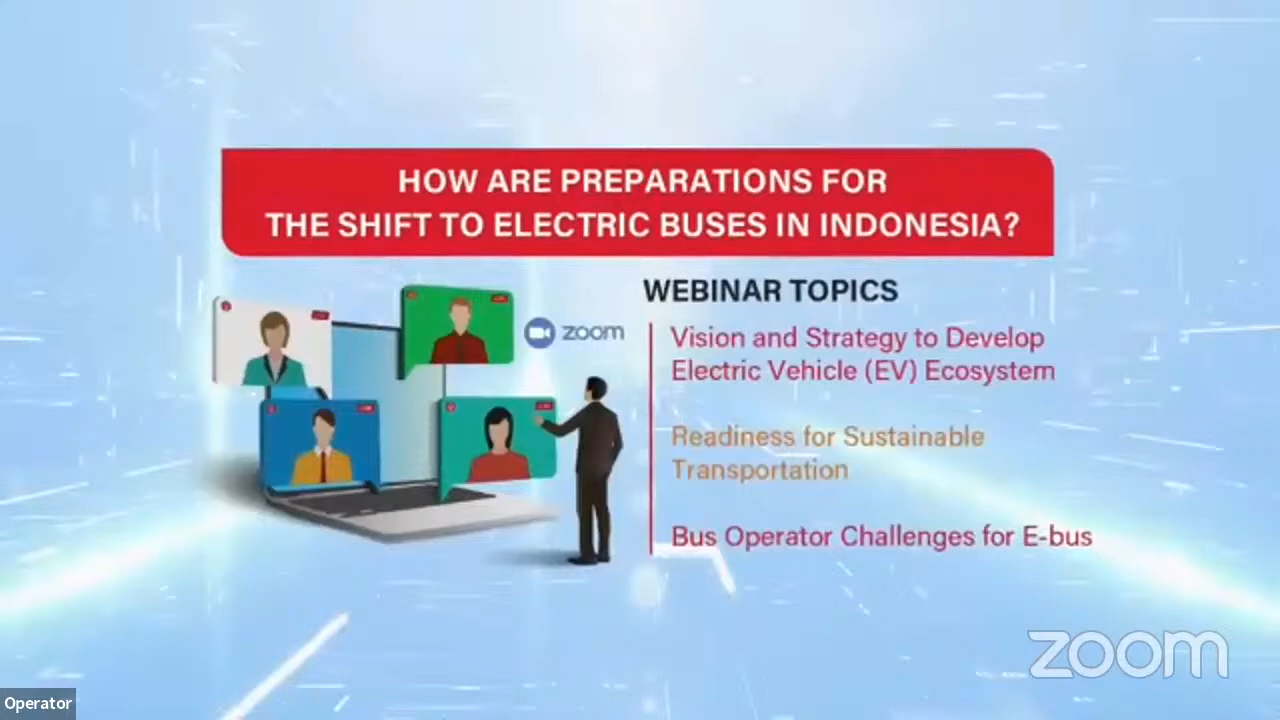 HOW ARE PREPARATIONS FOR
THE SHIFT TO ELECTRIC BUSES IN INDONESIA?
WEBINAR TOPICS
zoom
Vision and Strategy to Develop
Electric Vehicle (EV) Ecosystem
Readiness for Sustainable
Transportation
Bus Operator Challenges for E-bus
zoom
Operator